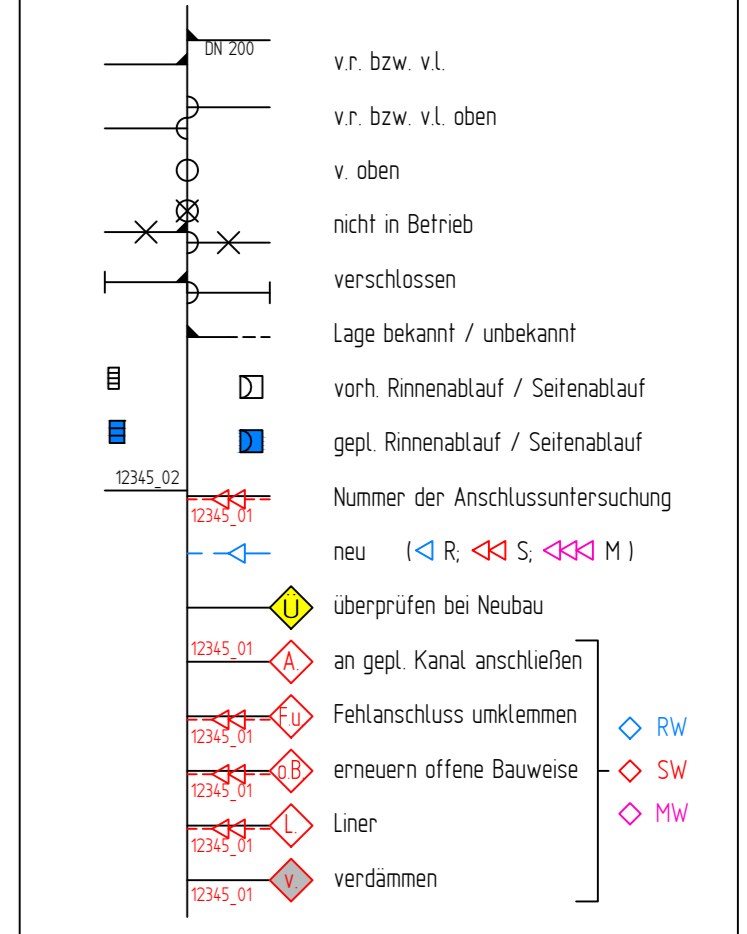 DN 200
v.r. bzw. v.l.
v.r. bzw. v.l. oben
v. oben
nicht in Betrieb
verschlossen
Lage bekannt / unbekannt
vorh. Rinnenablauf / Seitenablauf
gepl. Rinnenablauf / Seitenablauf
12345_02
12345_01 Nummer der Anschlussuntersuchung
neu ( R; S; M )
Ü überprüfen bei Neubau
12345_01 A. an gepl. Kanal anschließen
12345_01 F.u. Fehlanschluss umklemmen
RW
12345_01 o.B. erneuern offene Bauweise
SW
12345_01 L. Liner
MW
12345_01 v. verdämmen